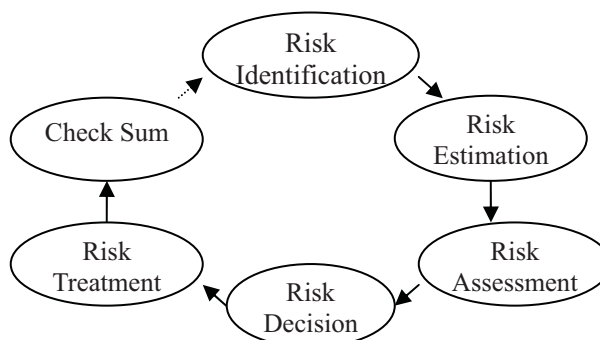 Risk
Identification
Risk
Estimation
Risk
Assessment
Risk
Decision
Risk
Treatment
Check Sum